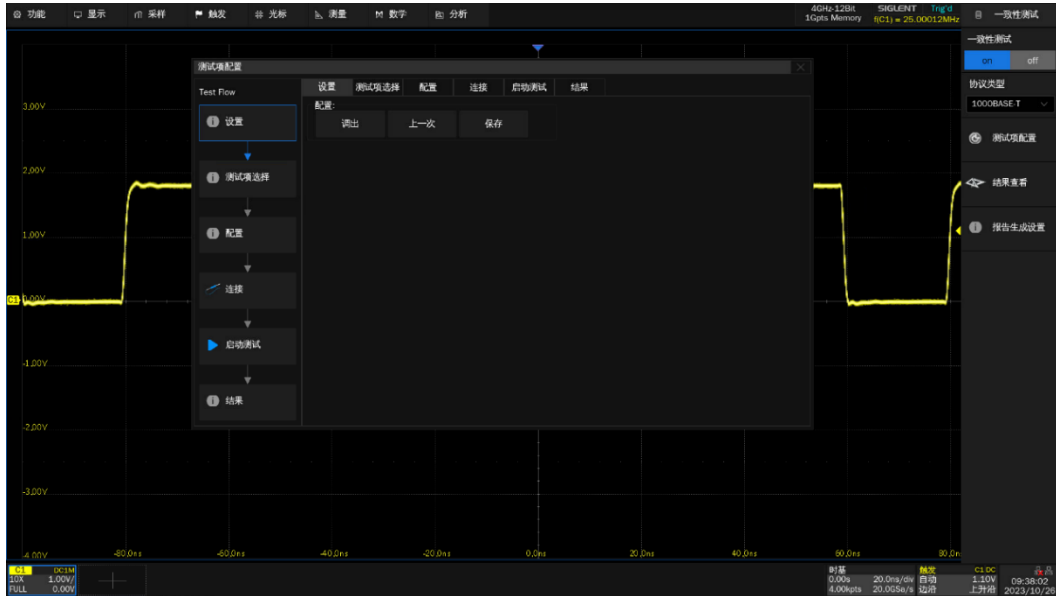 功能 显示 采样 触发 光标 测量 数学 分析
4GHz-12Bit SIGLENT Trig'd
1Gpts Memory f(C1) = 25.00012MHz
一致性测试
一致性测试
on off
协议类型
1000BASE-T
测试项配置
结果查看
报告生成设置
测试项配置
Test Flow
设置
测试项选择
配置
连接
启动测试
结果
设置 测试项选择 配置 连接 启动测试 结果
配置:
调出 上一次 保存
3.00V
2.00V
1.00V
C1 0.00V
-1.00V
-2.00V
-3.00V
-4.00V
-80.0ns -60.0ns -40.0ns -20.0ns 0.0ns 20.0ns 40.0ns 60.0ns 80.0n
C1 DC1M
10X 1.00V/
FULL 0.00V
时基
0.00s 20.0ns/div
4.00kpts 20.0GSa/s
触发 C1 DC
自动 1.10V
边沿 上升沿
09:38:02
2023/10/26